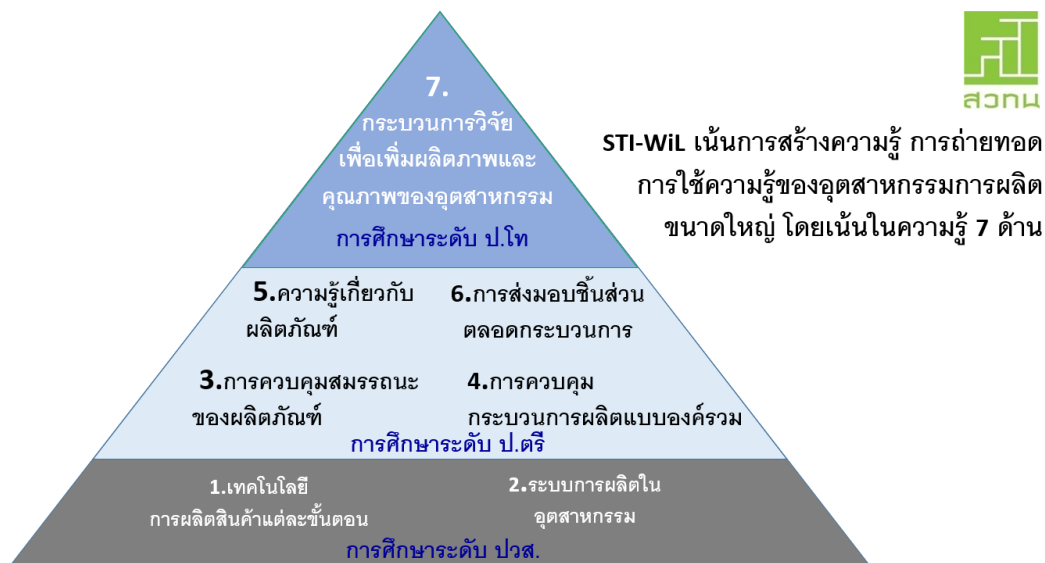 สวทน
STI-WiL เน้นการสร้างความรู้ การถ่ายทอด
การใช้ความรู้ของอุตสาหกรรมการผลิต
ขนาดใหญ่ โดยเน้นในความรู้ 7 ด้าน
7.
กระบวนการวิจัย
เพื่อเพิ่มผลิตภาพและ
คุณภาพของอุตสาหกรรม
การศึกษาระดับ ป.โท
5.ความรู้เกี่ยวกับ
ผลิตภัณฑ์
6.การส่งมอบชิ้นส่วน
ตลอดกระบวนการ
3.การควบคุมสมรรถนะ
ของผลิตภัณฑ์
4.การควบคุม
กระบวนการผลิตแบบองค์รวม
การศึกษาระดับ ป.ตรี
1.เทคโนโลยี
การผลิตสินค้าแต่ละขั้นตอน
2.ระบบการผลิตใน
อุตสาหกรรม
การศึกษาระดับ ปวส.